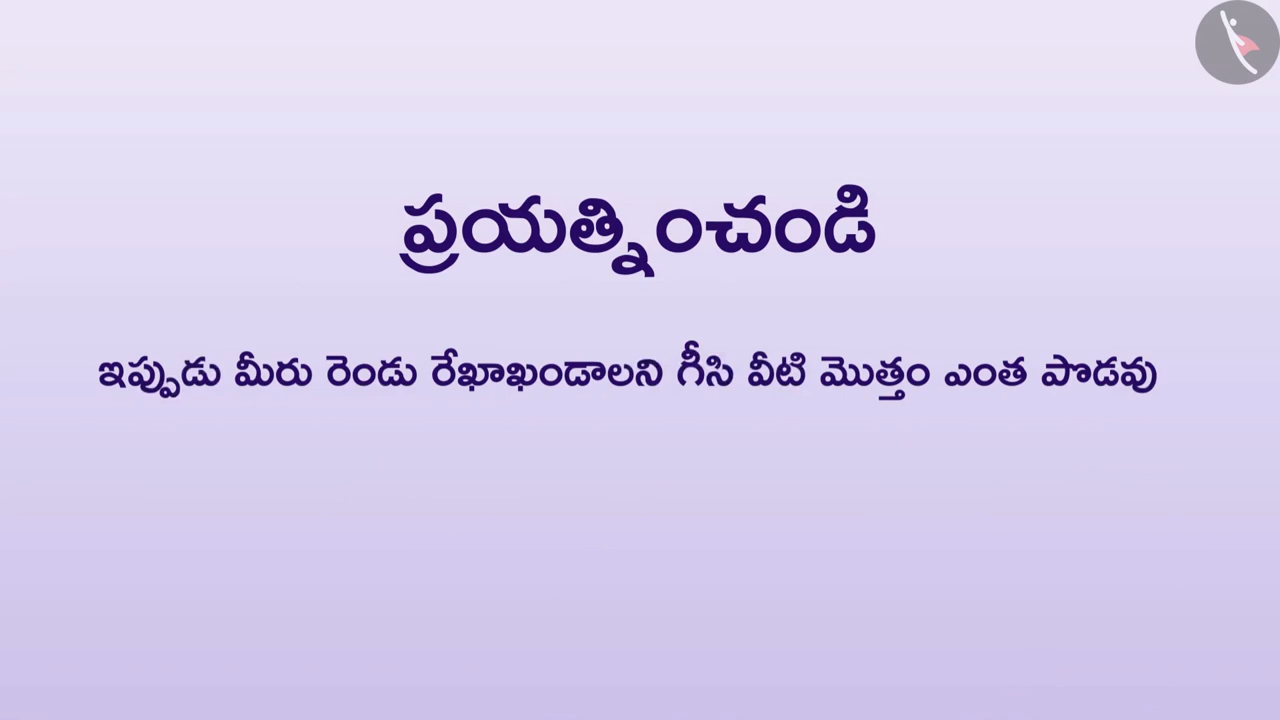 ప్రయత్నించండి
ఇప్పుడు మీరు రెండు రేఖాఖండాలని గీసి వీటి మొత్తం ఎంత పొడవు